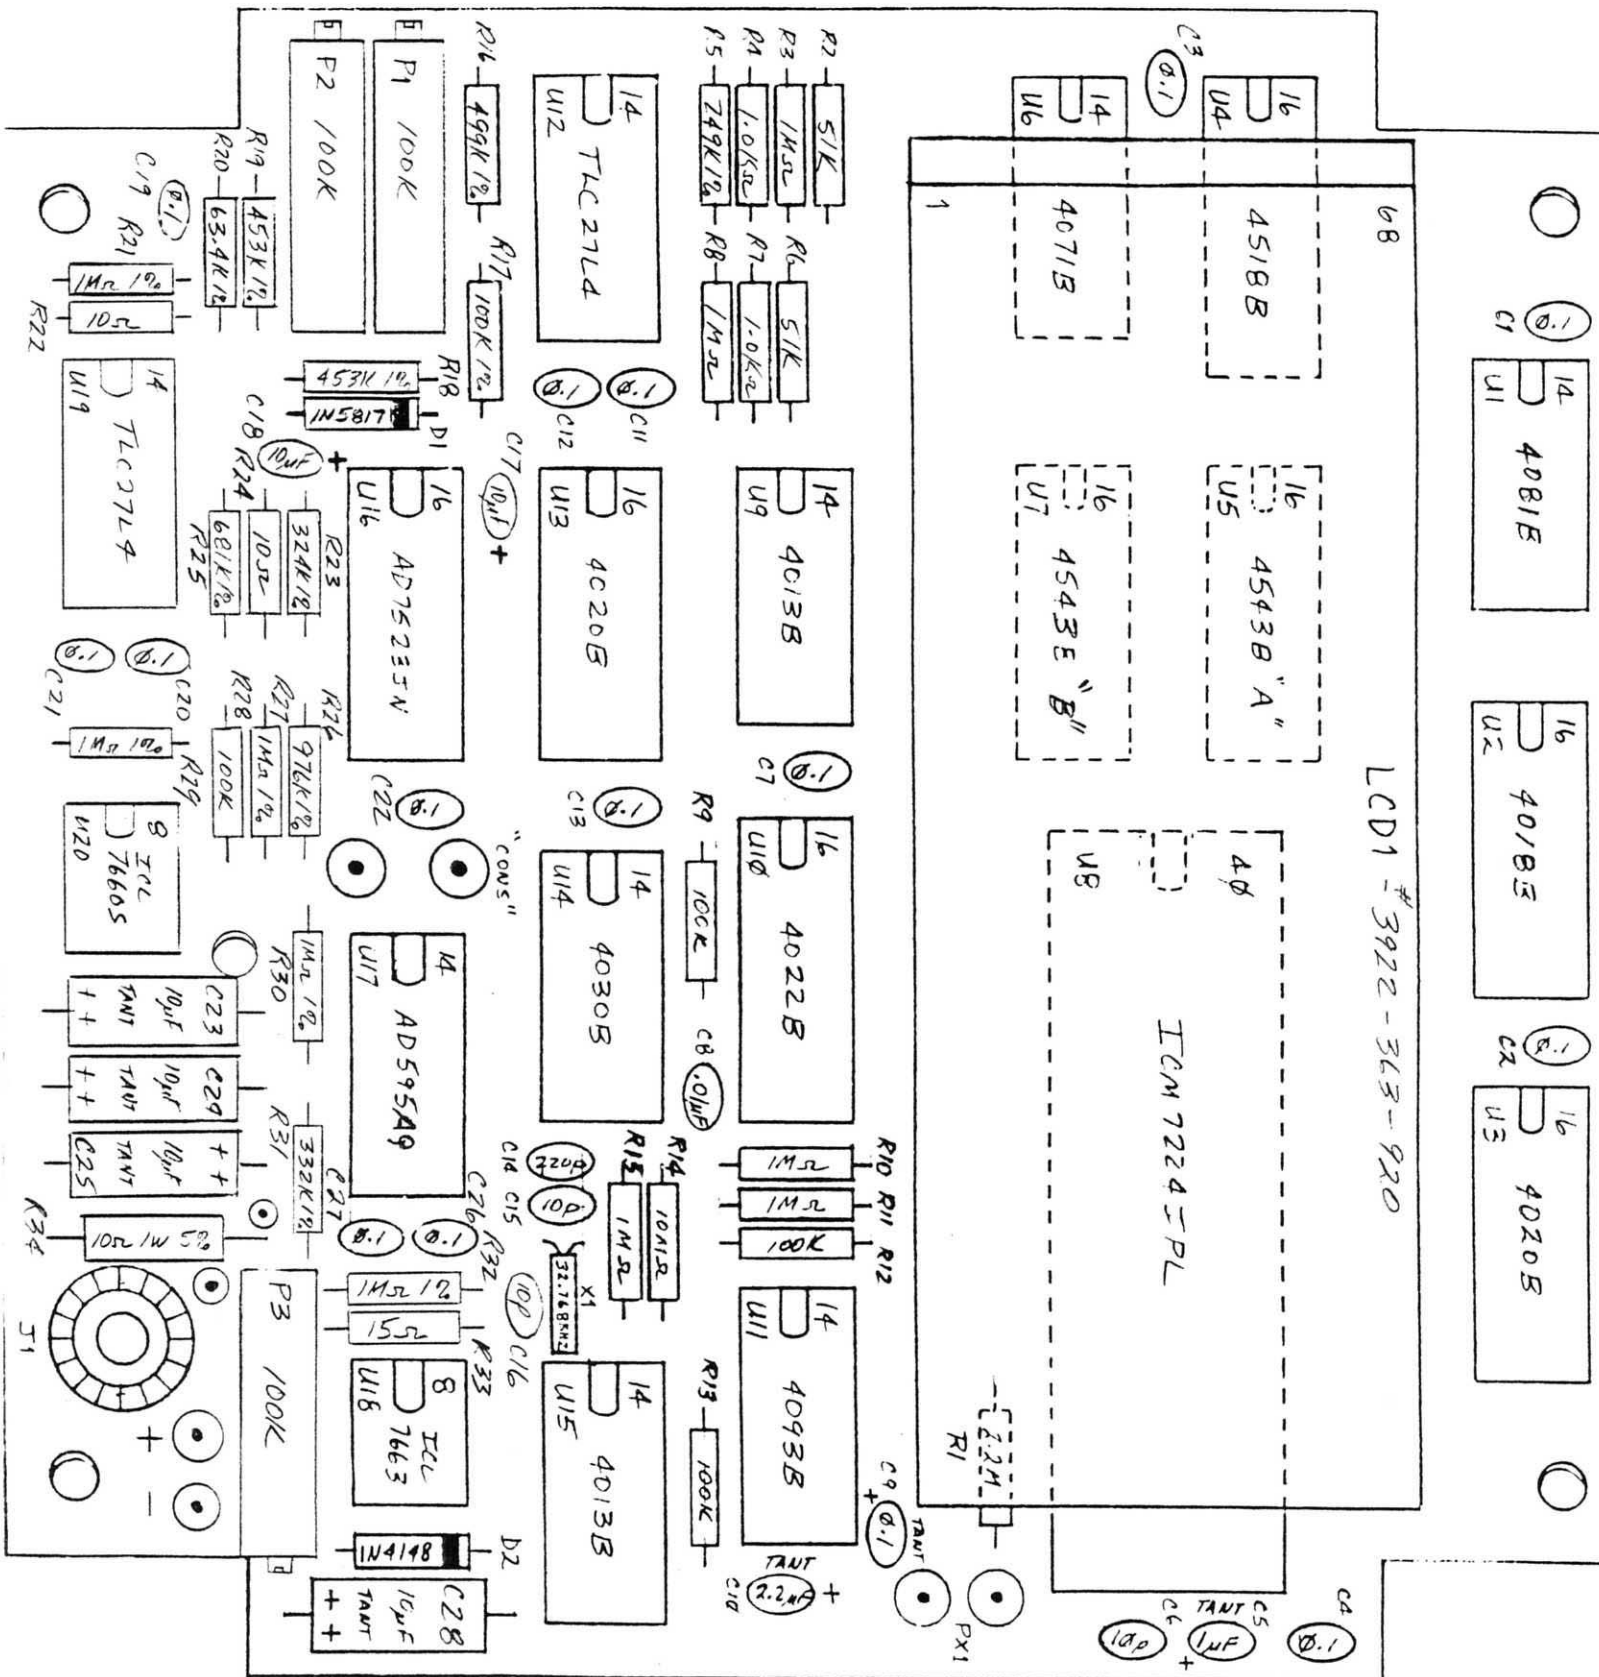 C3
0.1
16
U4
4518B
14
U6
4071B
68
1
C1
0.1
14
U1
4081B
16
U2
4018B
C2
0.1
16
U3
4020B
LCD1 - # 3922-363-920
16
U5
4543B "A"
16
U7
4543B "B"
40
U8
ICM7224IPL
R1
2.2M
PX1
C4
0.1
C5
TANT
1µF
+
C6
10p
R2
51K
R3
1MΩ
R4
1.0KΩ
R5
249K 1%
R6
51K
R7
1.0KΩ
R8
1MΩ
14
U9
4013B
C7
0.1
16
U10
4022B
R9
100K
C8
.01µF
R10
1MΩ
R11
1MΩ
R12
100K
14
U11
4093B
C9
+
0.1
TANT
TANT
2.2µF
+
C10
R13
100K
R14
10MΩ
R15
1MΩ
14
U12
TLC27L4
C11
0.1
C12
0.1
16
U13
4020B
C13
0.1
14
U14
4030B
C14
220p
C15
10p
X1
32.768KHZ
C16
10p
14
U15
4013B
R16
499K 1%
R17
100K 1%
C17
10µF
+
P1 100K
P2 100K
R18
453K 1%
D1
1N5817
C18
10µF
+
16
U16
AD7523JN
C22
0.1
"CONS"
14
U17
AD595AQ
C26
0.1
C27
0.1
R32
1MΩ 1%
R33
15Ω
8
U18
ICL
7663
D2
1N4148
C28
10µF
TANT
+ +
R19
453K 1%
R20
63.4K 1%
C19
0.1
R21
1MΩ 1%
R22
10Ω
14
U19
TLC27L4
R23
324K 1%
R24
10Ω
R25
681K 1%
C20
0.1
C21
0.1
R26
976K 1%
R27
1MΩ 1%
R28
100K
R29
1MΩ 1%
8
U20
ICL
7660S
R30
1MΩ 1%
C23
10µF
TANT
+ +
C24
10µF
TANT
+ +
C25
10µF
TANT
+ +
R31
332K 1%
R34
10Ω 1W 5%
P3 100K
J1
+
-